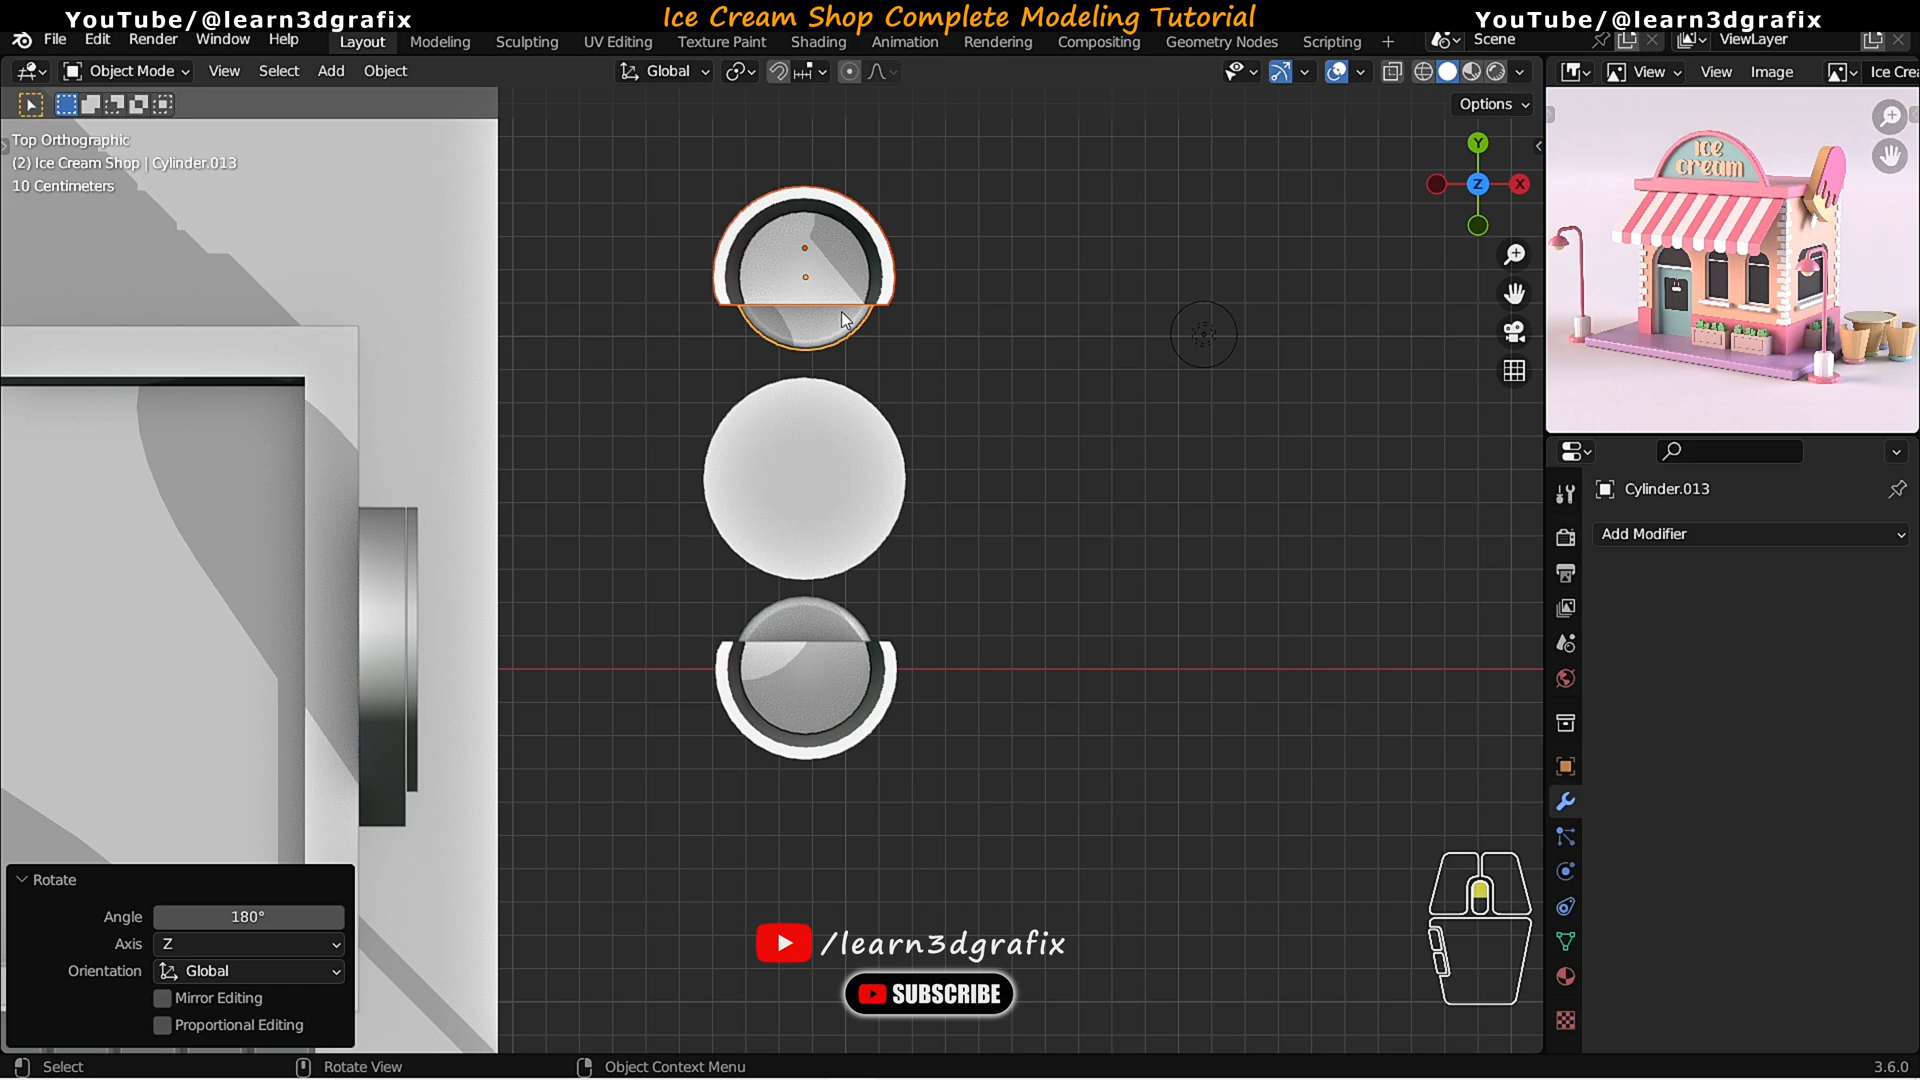 YouTube/@learn3dgrafix
Ice Cream Shop Complete Modeling Tutorial
YouTube/@learn3dgrafix
File Edit Render Window Help
Layout Modeling Sculpting UV Editing Texture Paint Shading Animation Rendering Compositing Geometry Nodes Scripting +
Scene
ViewLayer
Object Mode View Select Add Object
Global
View View Image
Ice Crea
Options
Top Orthographic
(2) Ice Cream Shop | Cylinder.013
10 Centimeters
Y
Z
X
ICE
cream
Cylinder.013
Add Modifier
Rotate
Angle 180°
Axis Z
Orientation Global
Mirror Editing
Proportional Editing
/learn3dgrafix
SUBSCRIBE
Select
Rotate View
Object Context Menu
3.6.0